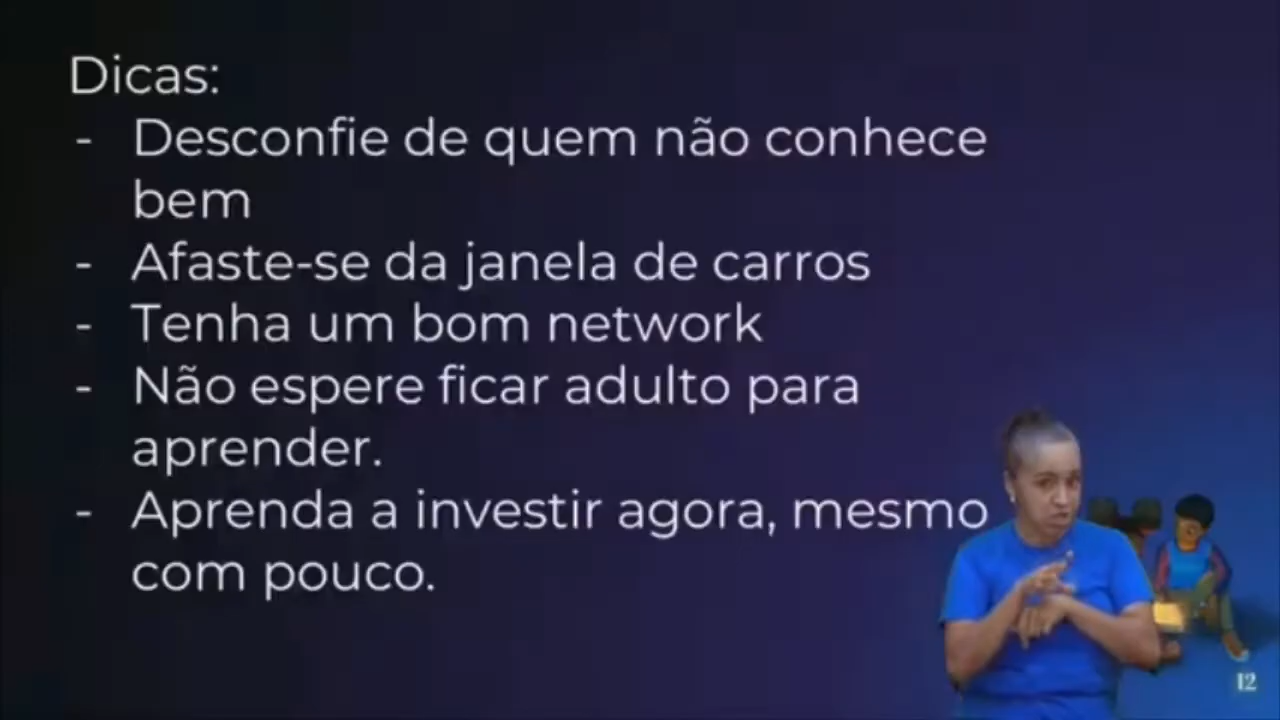 Dicas:
- Desconfie de quem não conhece
bem
- Afaste-se da janela de carros
- Tenha um bom network
- Não espere ficar adulto para
aprender.
- Aprenda a investir agora, mesmo
com pouco.
12